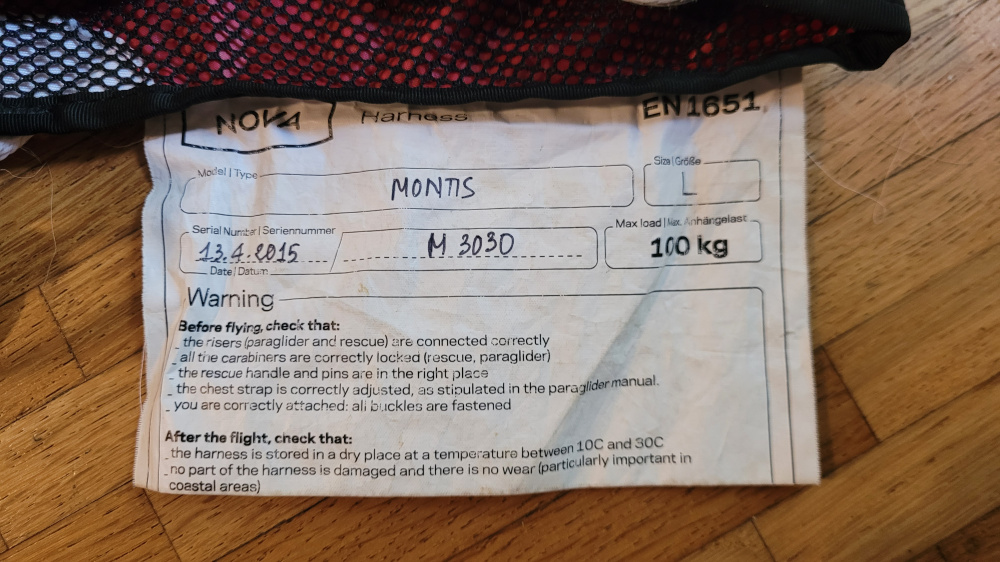 NOVA Harness EN 1651
Model | Type
MONTIS
Size | Größe
L
Serial Number | Seriennummer
13.4.2015 / M 3030
Date | Datum
Max load | Max. Anhängelast
100 kg
Warning
Before flying, check that:
_ the risers (paraglider and rescue) are connected correctly
_ all the carabiners are correctly locked (rescue, paraglider)
_ the rescue handle and pins are in the right place
_ the chest strap is correctly adjusted, as stipulated in the paraglider manual.
_ you are correctly attached: all buckles are fastened
After the flight, check that:
_ the harness is stored in a dry place at a temperature between 10C and 30C
_ no part of the harness is damaged and there is no wear (particularly important in
coastal areas)